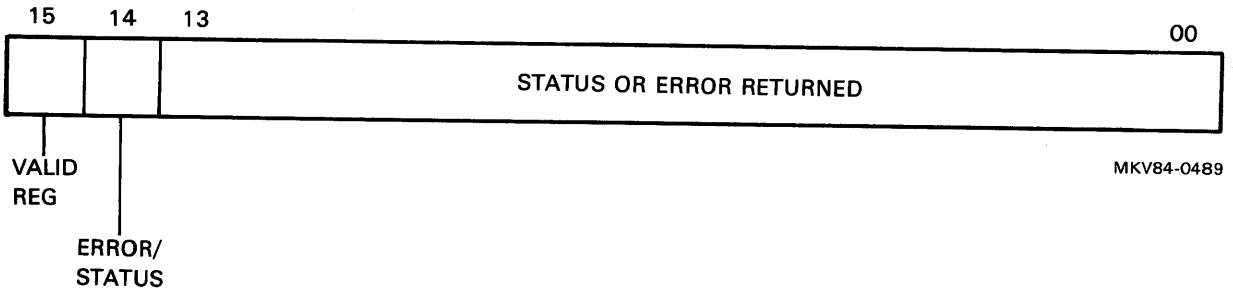 15 14 13 00
STATUS OR ERROR RETURNED
VALID
REG
MKV84-0489
ERROR/
STATUS